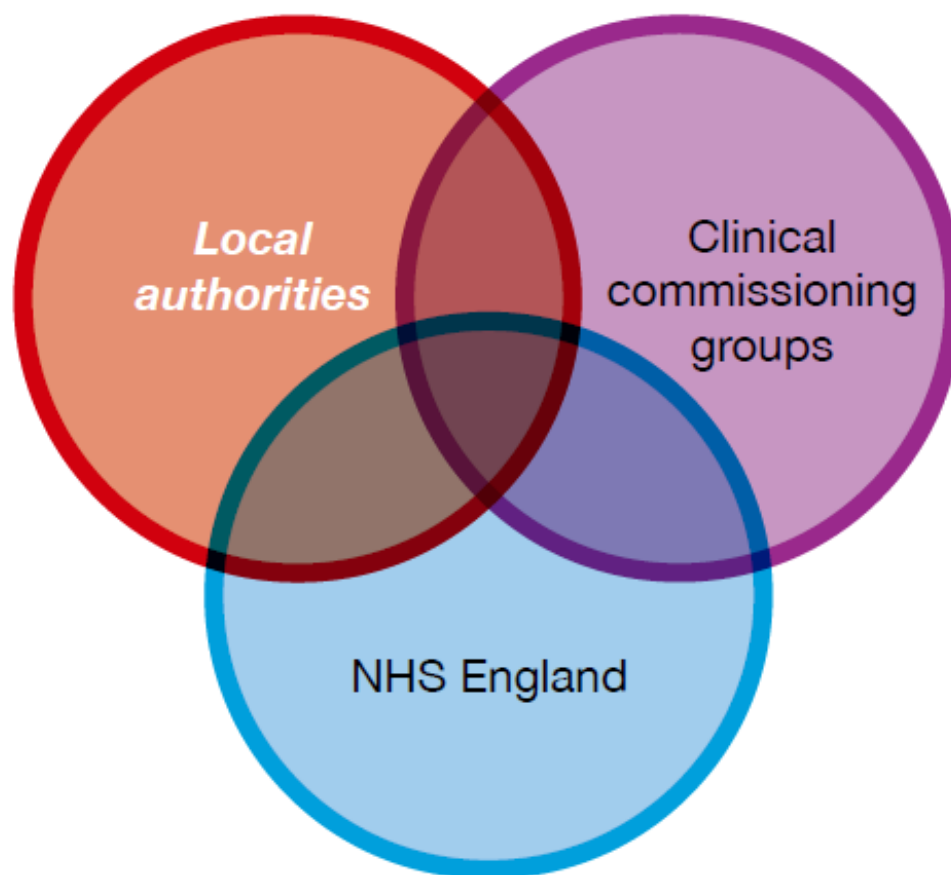 Local
authorities
Clinical
commissioning
groups
NHS England